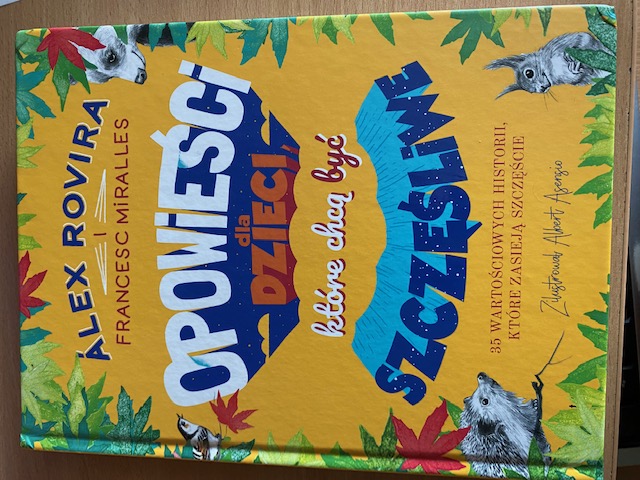 ALEX ROVIRA
I
FRANCESC MIRALLES
OPOWIEŚCI
dla
DZIECI,
które chcą być
SZCZĘŚLIWE
35 WARTOŚCIOWYCH HISTORII,
KTÓRE ZASIEJĄ SZCZĘŚCIE
Zilustrował Albert Asensio